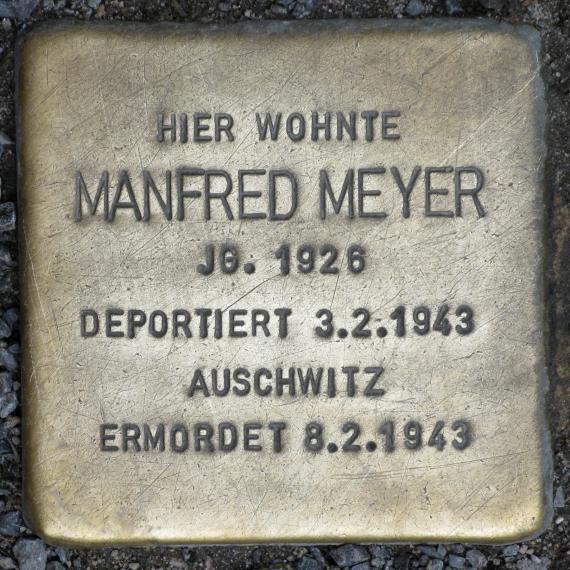 HIER WOHNTE
MANFRED MEYER
JG. 1926
DEPORTIERT 3.2.1943
AUSCHWITZ
ERMORDET 8.2.1943